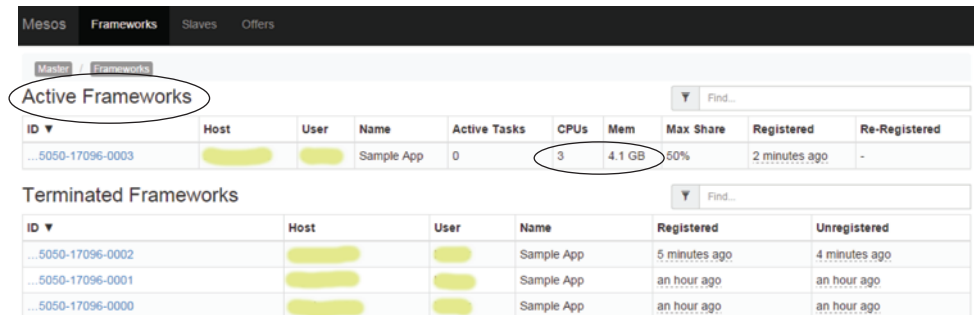 Mesos Frameworks Slaves Offers
Master / Frameworks
Active Frameworks Find...
ID ▼ Host User Name Active Tasks CPUs Mem Max Share Registered Re-Registered
...5050-17096-0003 Sample App 0 3 4.1 GB 50% 2 minutes ago -
Terminated Frameworks Find...
ID ▼ Host User Name Registered Unregistered
...5050-17096-0002 Sample App 5 minutes ago 4 minutes ago
...5050-17096-0001 Sample App an hour ago an hour ago
...5050-17096-0000 Sample App an hour ago an hour ago